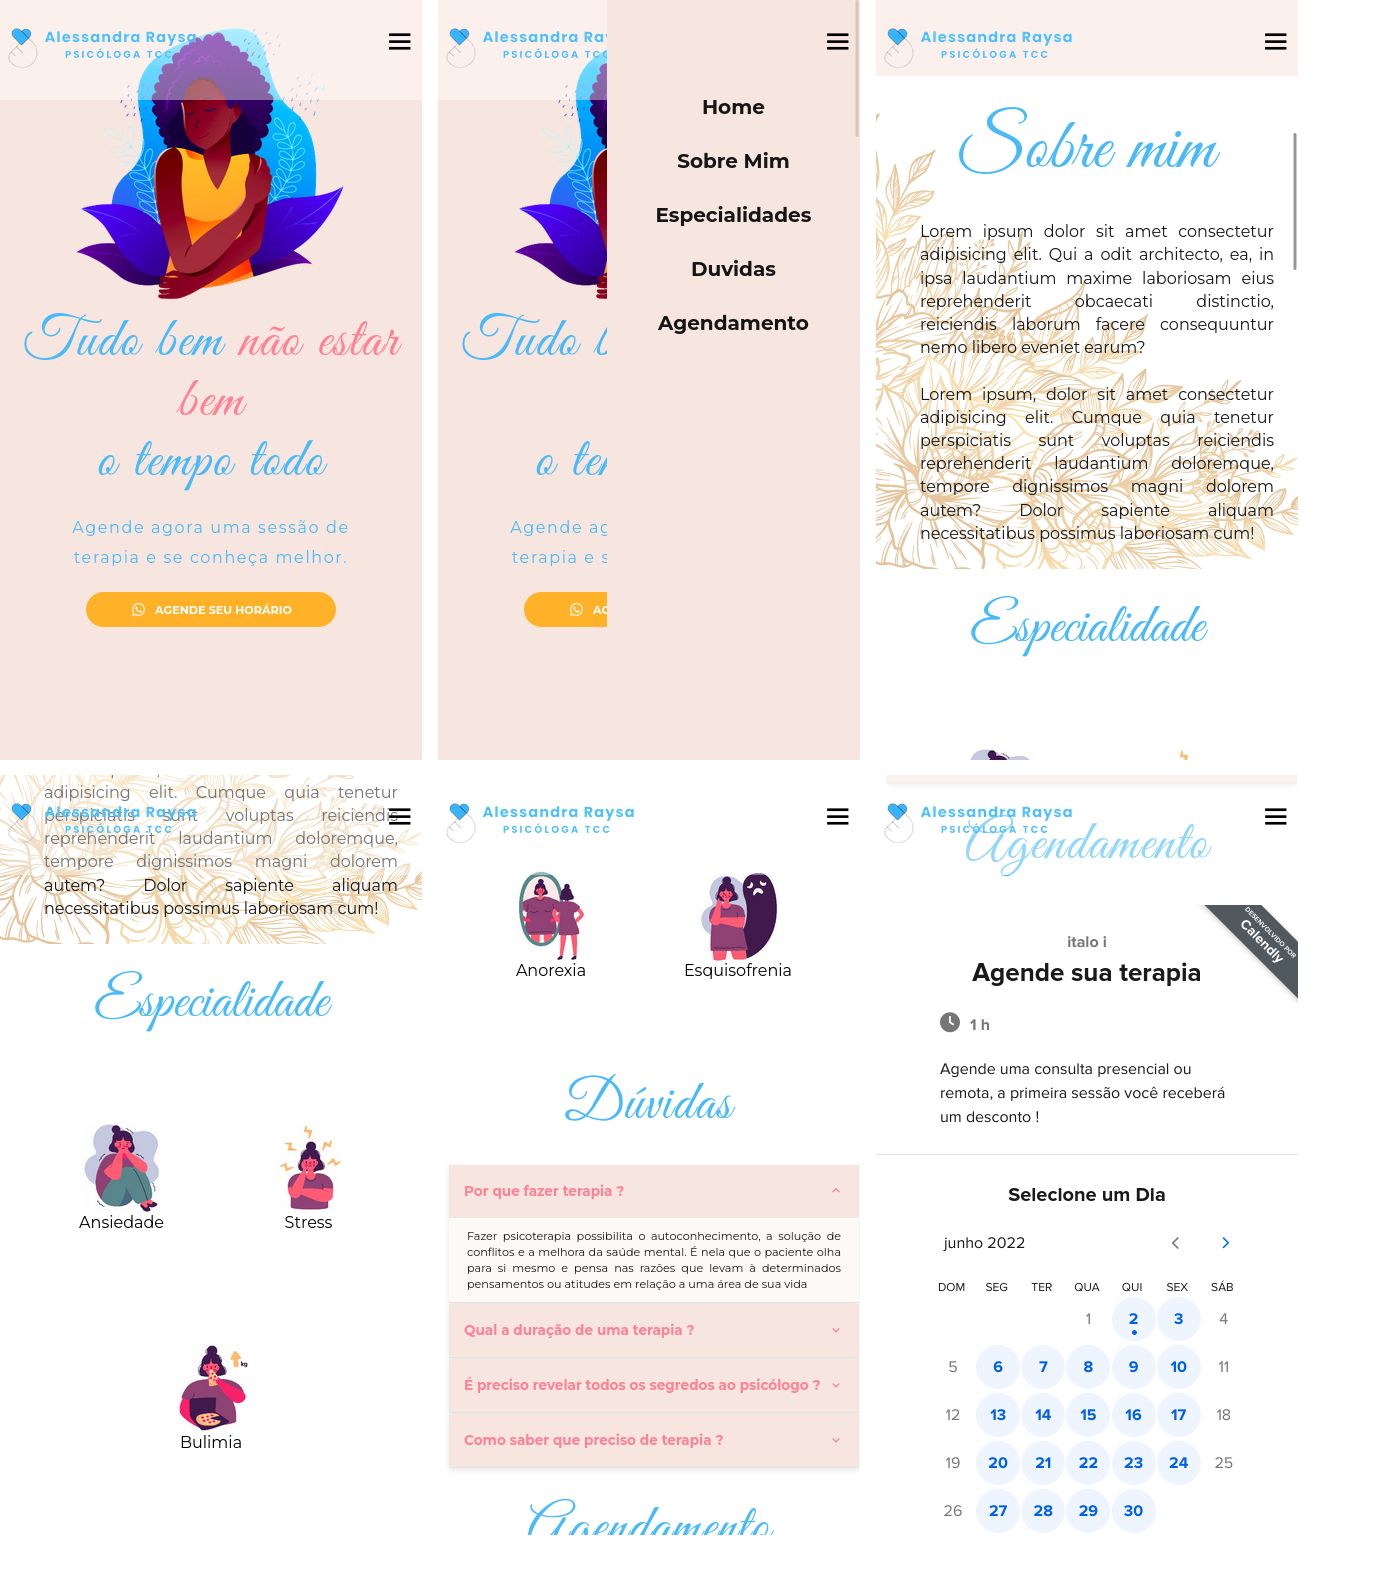 Alessandra Raysa
PSICÓLOGA TCC
Tudo bem não estar
bem
o tempo todo
Agende agora uma sessão de
terapia e se conheça melhor.
AGENDE SEU HORÁRIO
Alessandra Ray
PSICÓLOGA TCC
Tudo b
o te
Agende ag
terapia e s
AG
Home
Sobre Mim
Especialidades
Duvidas
Agendamento
Alessandra Raysa
PSICÓLOGA TCC
Sobre mim
Lorem ipsum dolor sit amet consectetur
adipisicing elit. Qui a odit architecto, ea, in
ipsa laudantium maxime laboriosam eius
reprehenderit obcaecati distinctio,
reiciendis laborum facere consequuntur
nemo libero eveniet earum?
Lorem ipsum, dolor sit amet consectetur
adipisicing elit. Cumque quia tenetur
perspiciatis sunt voluptas reiciendis
reprehenderit laudantium doloremque,
tempore dignissimos magni dolorem
autem? Dolor sapiente aliquam
necessitatibus possimus laboriosam cum!
Especialidade
adipisicing elit. Cumque quia tenetur
Alessandra Raysa
perspiciatis sunt voluptas reiciendis
PSICÓLOGA TCC
reprehenderit laudantium doloremque,
tempore dignissimos magni dolorem
autem? Dolor sapiente aliquam
necessitatibus possimus laboriosam cum!
Especialidade
Ansiedade
Stress
kg
Bulimia
Alessandra Raysa
PSICÓLOGA TCC
Anorexia
Esquisofrenia
Dúvidas
Por que fazer terapia ?
Fazer psicoterapia possibilita o autoconhecimento, a solução de
conflitos e a melhora da saúde mental. É nela que o paciente olha
para si mesmo e pensa nas razões que levam à determinados
pensamentos ou atitudes em relação a uma área de sua vida
Qual a duração de uma terapia ?
É preciso revelar todos os segredos ao psicólogo ?
Como saber que preciso de terapia ?
Agendamento
Alessandra Raysa
PSICÓLOGA TCC
Agendamento
DESENVOLVIDO POR
Calendly
italo i
Agende sua terapia
1 h
Agende uma consulta presencial ou
remota, a primeira sessão você receberá
um desconto !
Selecione um Dia
junho 2022
DOM SEG TER QUA QUI SEX SÁB
1 2 3 4
5 6 7 8 9 10 11
12 13 14 15 16 17 18
19 20 21 22 23 24 25
26 27 28 29 30